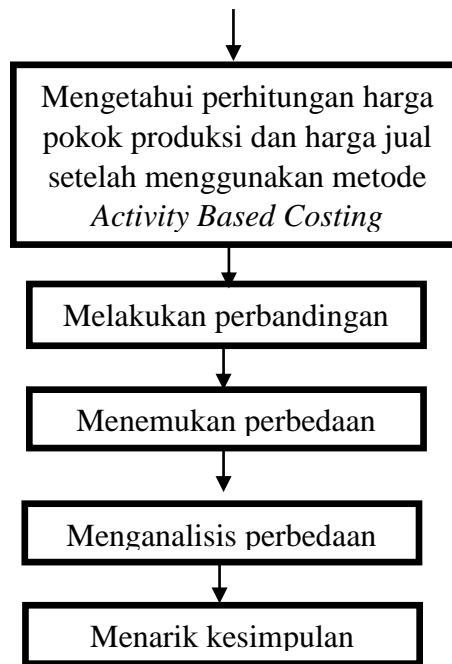 Mengetahui perhitungan harga
pokok produksi dan harga jual
setelah menggunakan metode
Activity Based Costing
Melakukan perbandingan
Menemukan perbedaan
Menganalisis perbedaan
Menarik kesimpulan